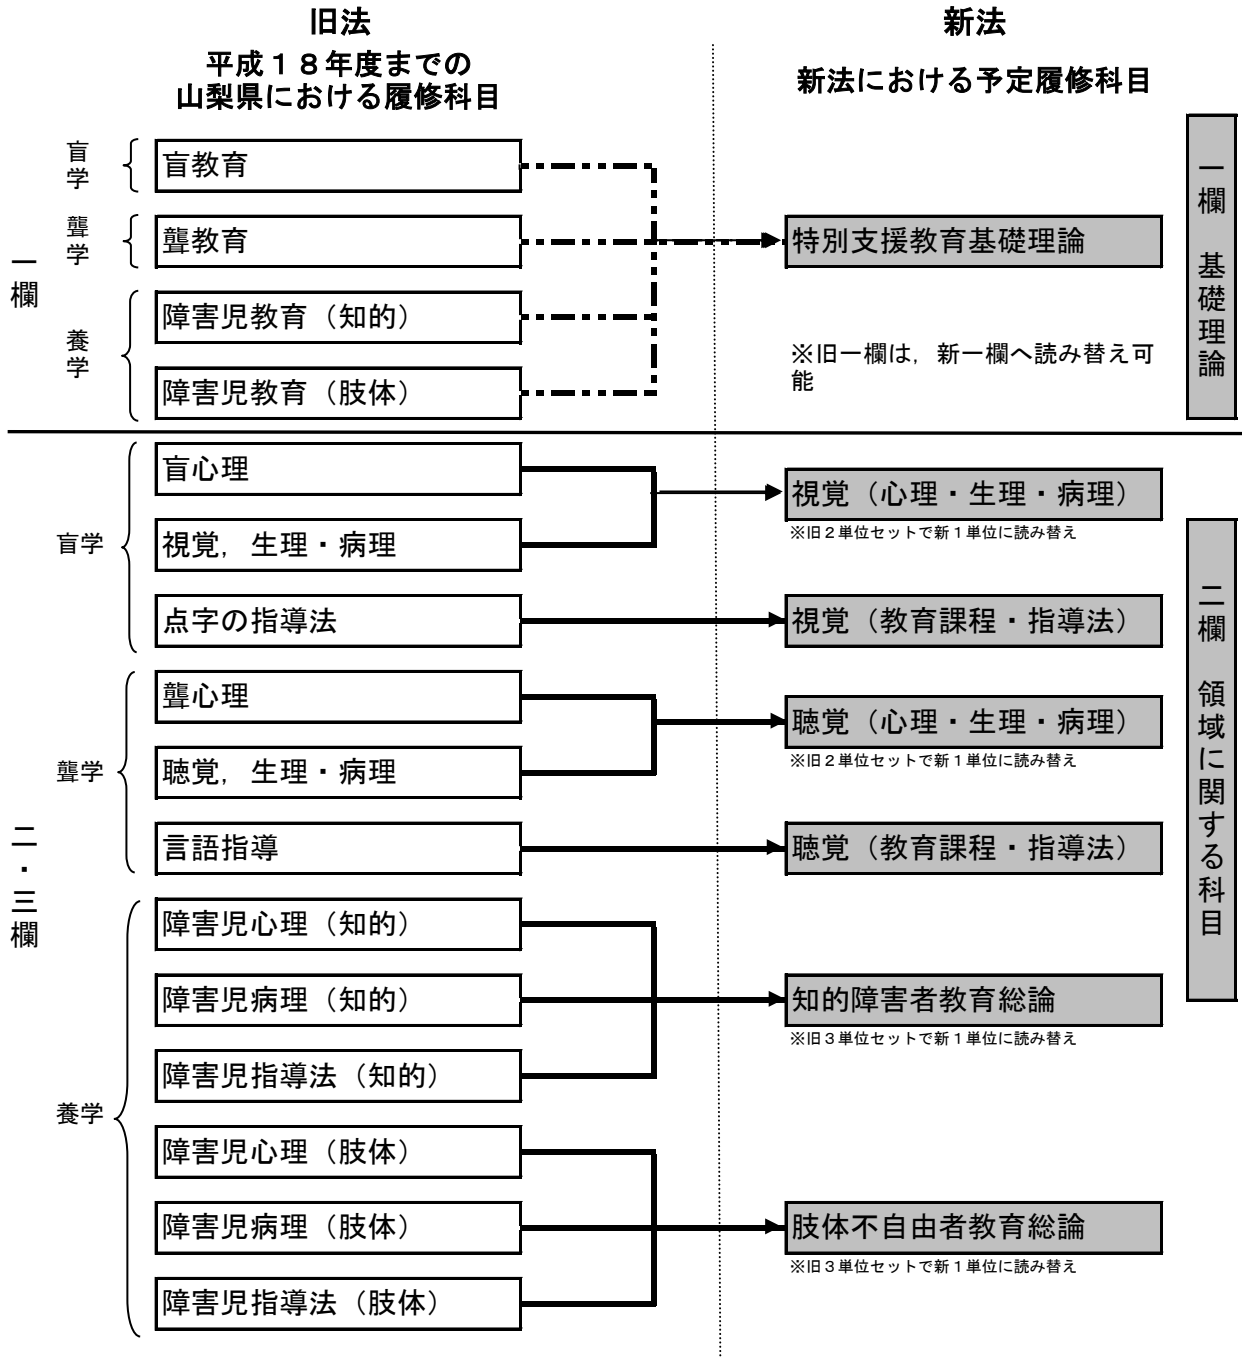 旧法
平成１８年度までの
山梨県における履修科目
新法
新法における予定履修科目
一欄
盲学
盲教育
聾学
聾教育
養学
障害児教育（知的）
障害児教育（肢体）
特別支援教育基礎理論
※旧一欄は，新一欄へ読み替え可
能
一欄　基礎理論
二・三欄
盲学
盲心理
視覚，生理・病理
点字の指導法
視覚（心理・生理・病理）
※旧２単位セットで新１単位に読み替え
視覚（教育課程・指導法）
聾学
聾心理
聴覚，生理・病理
言語指導
聴覚（心理・生理・病理）
※旧２単位セットで新１単位に読み替え
聴覚（教育課程・指導法）
養学
障害児心理（知的）
障害児病理（知的）
障害児指導法（知的）
知的障害者教育総論
※旧３単位セットで新１単位に読み替え
障害児心理（肢体）
障害児病理（肢体）
障害児指導法（肢体）
肢体不自由者教育総論
※旧３単位セットで新１単位に読み替え
二欄　領域に関する科目